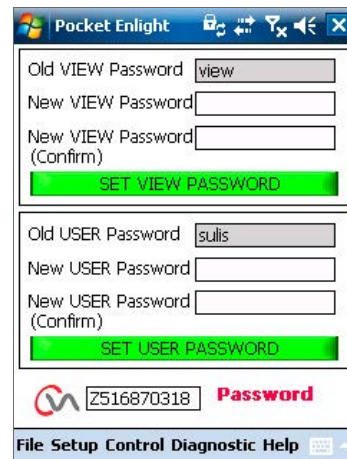 Pocket Enlight
Old VIEW Password view
New VIEW Password
New VIEW Password
(Confirm)
SET VIEW PASSWORD
Old USER Password sulis
New USER Password
New USER Password
(Confirm)
SET USER PASSWORD
Z516870318 Password
File Setup Control Diagnostic Help